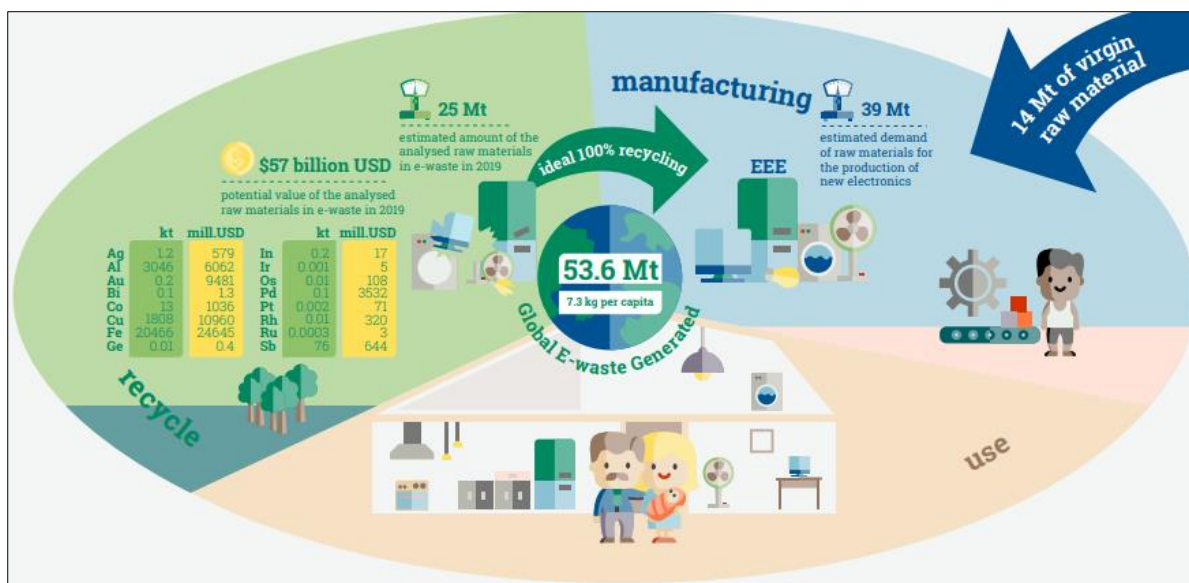 14 Mt of virgin
raw material
manufacturing
39 Mt
estimated demand
of raw materials for
the production of
new electronics
EEE
ideal 100% recycling
25 Mt
estimated amount of the
analysed raw materials
in e-waste in 2019
$57 billion USD
potential value of the analysed
raw materials in e-waste in 2019
kt mill.USD kt mill.USD
Ag 1.2 579 In 0.2 17
Al 3046 6062 Ir 0.001 5
Au 0.2 9481 Os 0.01 108
Bi 0.1 1.3 Pd 0.1 3532
Co 13 1036 Pt 0.002 71
Cu 1808 10960 Rh 0.01 320
Fe 20466 24645 Ru 0.0003 3
Ge 0.01 0.4 Sb 76 644
53.6 Mt
7.3 kg per capita
Global E-waste Generated
recycle
use